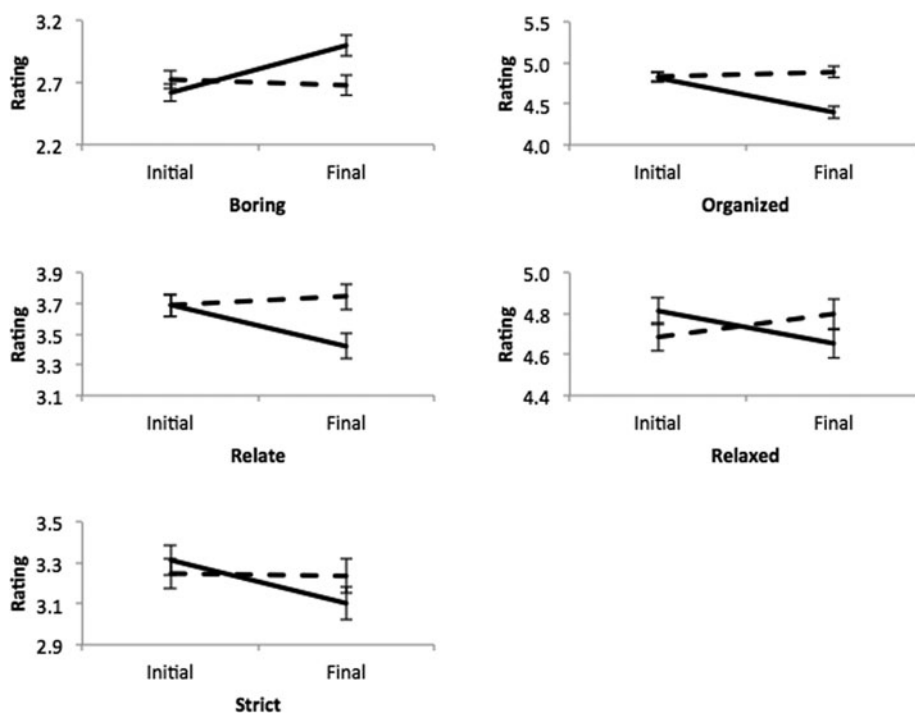 3.2
2.7
2.2
Rating
Initial
Final
Boring
5.5
5.0
4.5
4.0
Rating
Initial
Final
Organized
3.9
3.7
3.5
3.3
3.1
Rating
Initial
Final
Relate
5.0
4.8
4.6
4.4
Rating
Initial
Final
Relaxed
3.5
3.3
3.1
2.9
Rating
Initial
Final
Strict